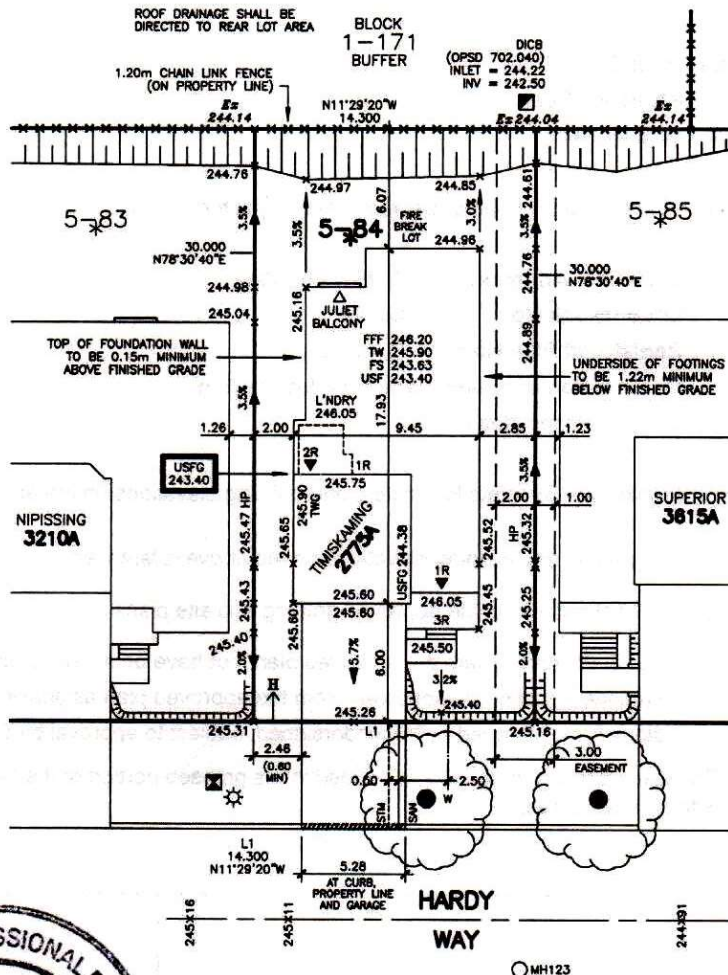 ROOF DRAINAGE SHALL BE
DIRECTED TO REAR LOT AREA
BLOCK
1-171
BUFFER
DICB
(OPSD 702.040)
INLET = 244.22
INV = 242.50
1.20m CHAIN LINK FENCE
(ON PROPERTY LINE)
Ex
244.14
N11°29'20"W
14.300
Ex 244.04
Ex
244.14
244.76
244.97
244.85
244.61
5-83
3.5%
3.5%
5-84
6.07
FIRE
BREAK
LOT
3.0%
244.96
3.5%
5-85
30.000
N78°30'40"E
244.76
30.000
N78°30'40"E
244.98
245.04
245.16
JULIET
BALCONY
244.89
TOP OF FOUNDATION WALL
TO BE 0.15m MINIMUM
ABOVE FINISHED GRADE
FFF 246.20
TW 245.90
FS 243.63
USF 243.40
UNDERSIDE OF FOOTINGS
TO BE 1.22m MINIMUM
BELOW FINISHED GRADE
3.5%
L'NDRY
246.05
17.93
1.26
2.00
9.45
2.85
1.23
USFG
243.40
2R
1R
245.75
3.5%
245.90
TWG
2.00
1.00
NIPISSING
3210A
245.47 HP
245.65
TIMISKAMING
2775A
USFG 244.38
245.52
HP
245.32
SUPERIOR
3615A
245.43
245.60
245.60
245.60
1R
246.05
245.45
245.25
245.40
2.0%
3R
245.50
2.0%
6.00
5.7%
3.2%
H
245.31
245.26
L1
245.40
245.16
2.46
(0.60
MIN)
0.50
2.50
3.00
EASEMENT
W
STM
SAN
L1
14.300
N11°29'20"W
5.28
AT CURB,
PROPERTY LINE
AND GARAGE
HARDY
WAY
245X16
245X11
244X91
MH123